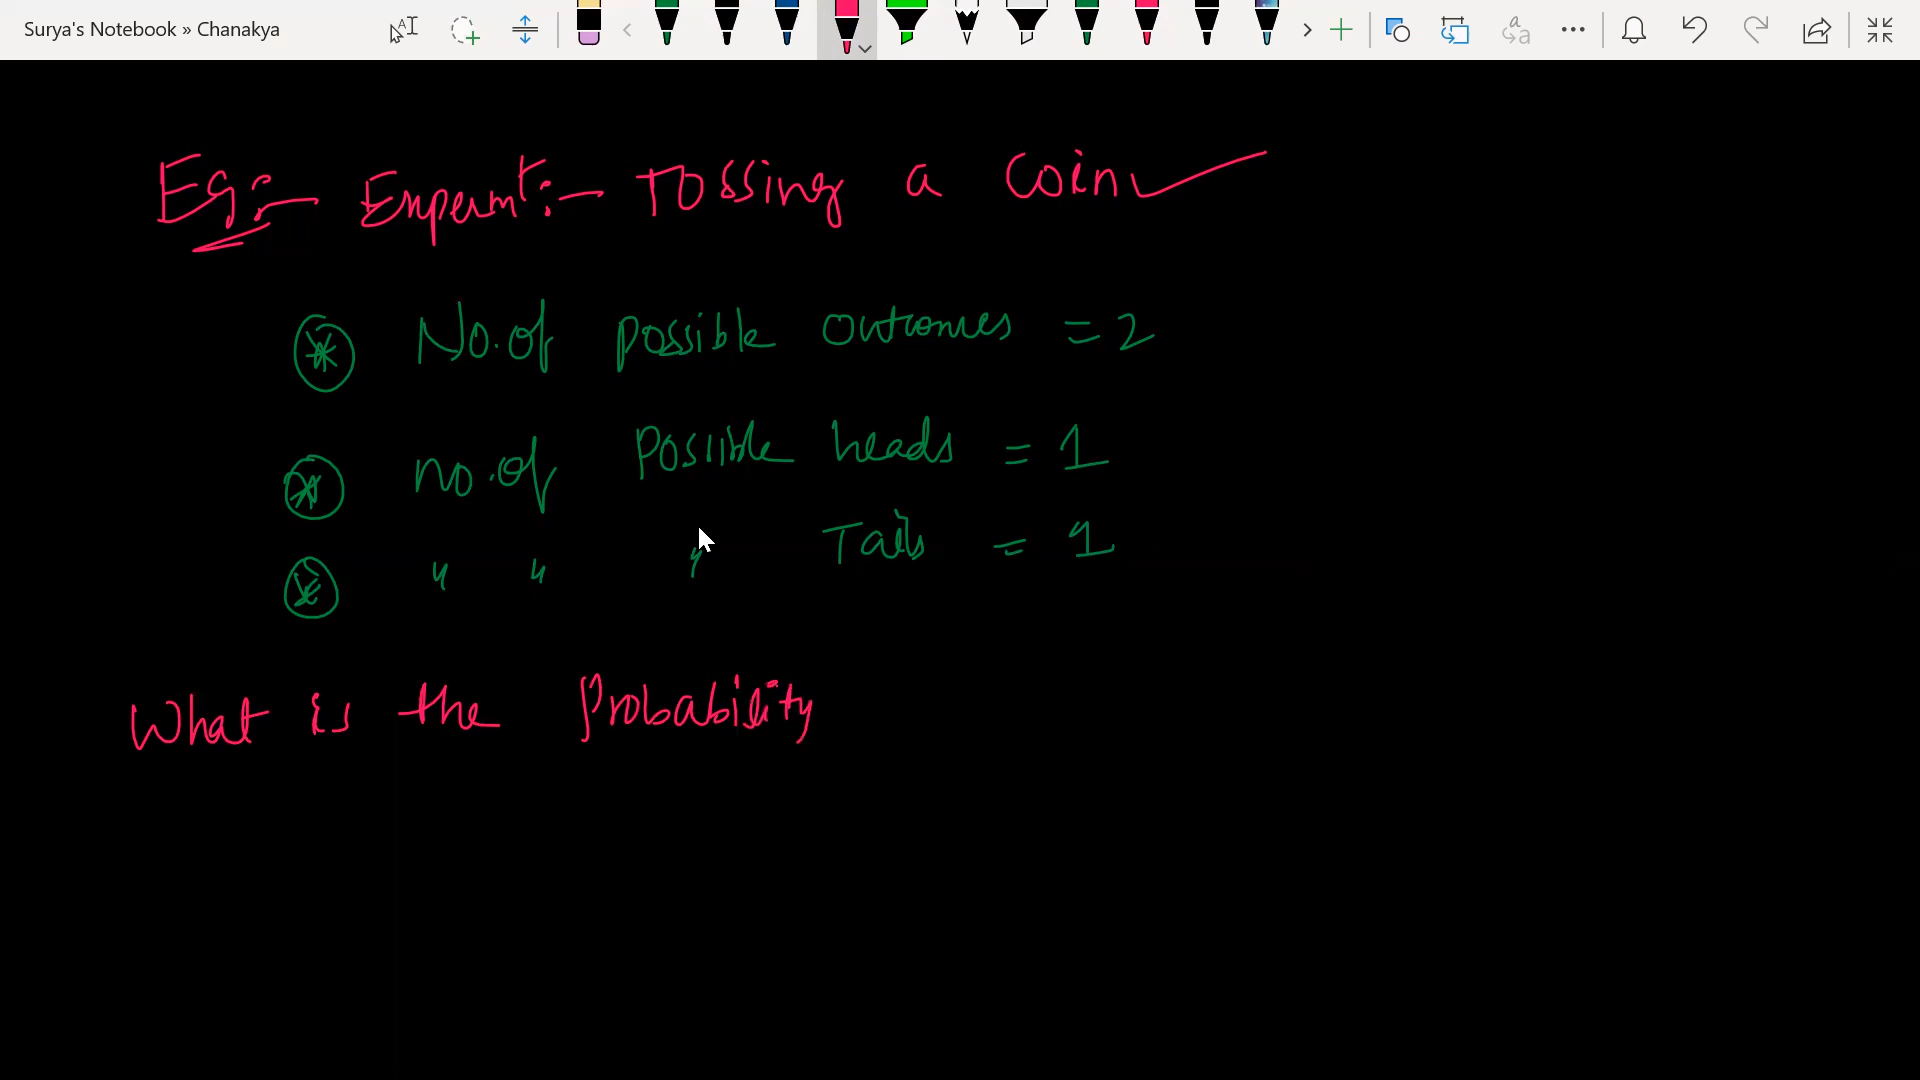 Surya's Notebook » Chanakya
Eg:- Experimt:- Tossing a Coin
No. of possible outcomes = 2
no. of Possible heads = 1
" " " Tails = 1
What is the Probability